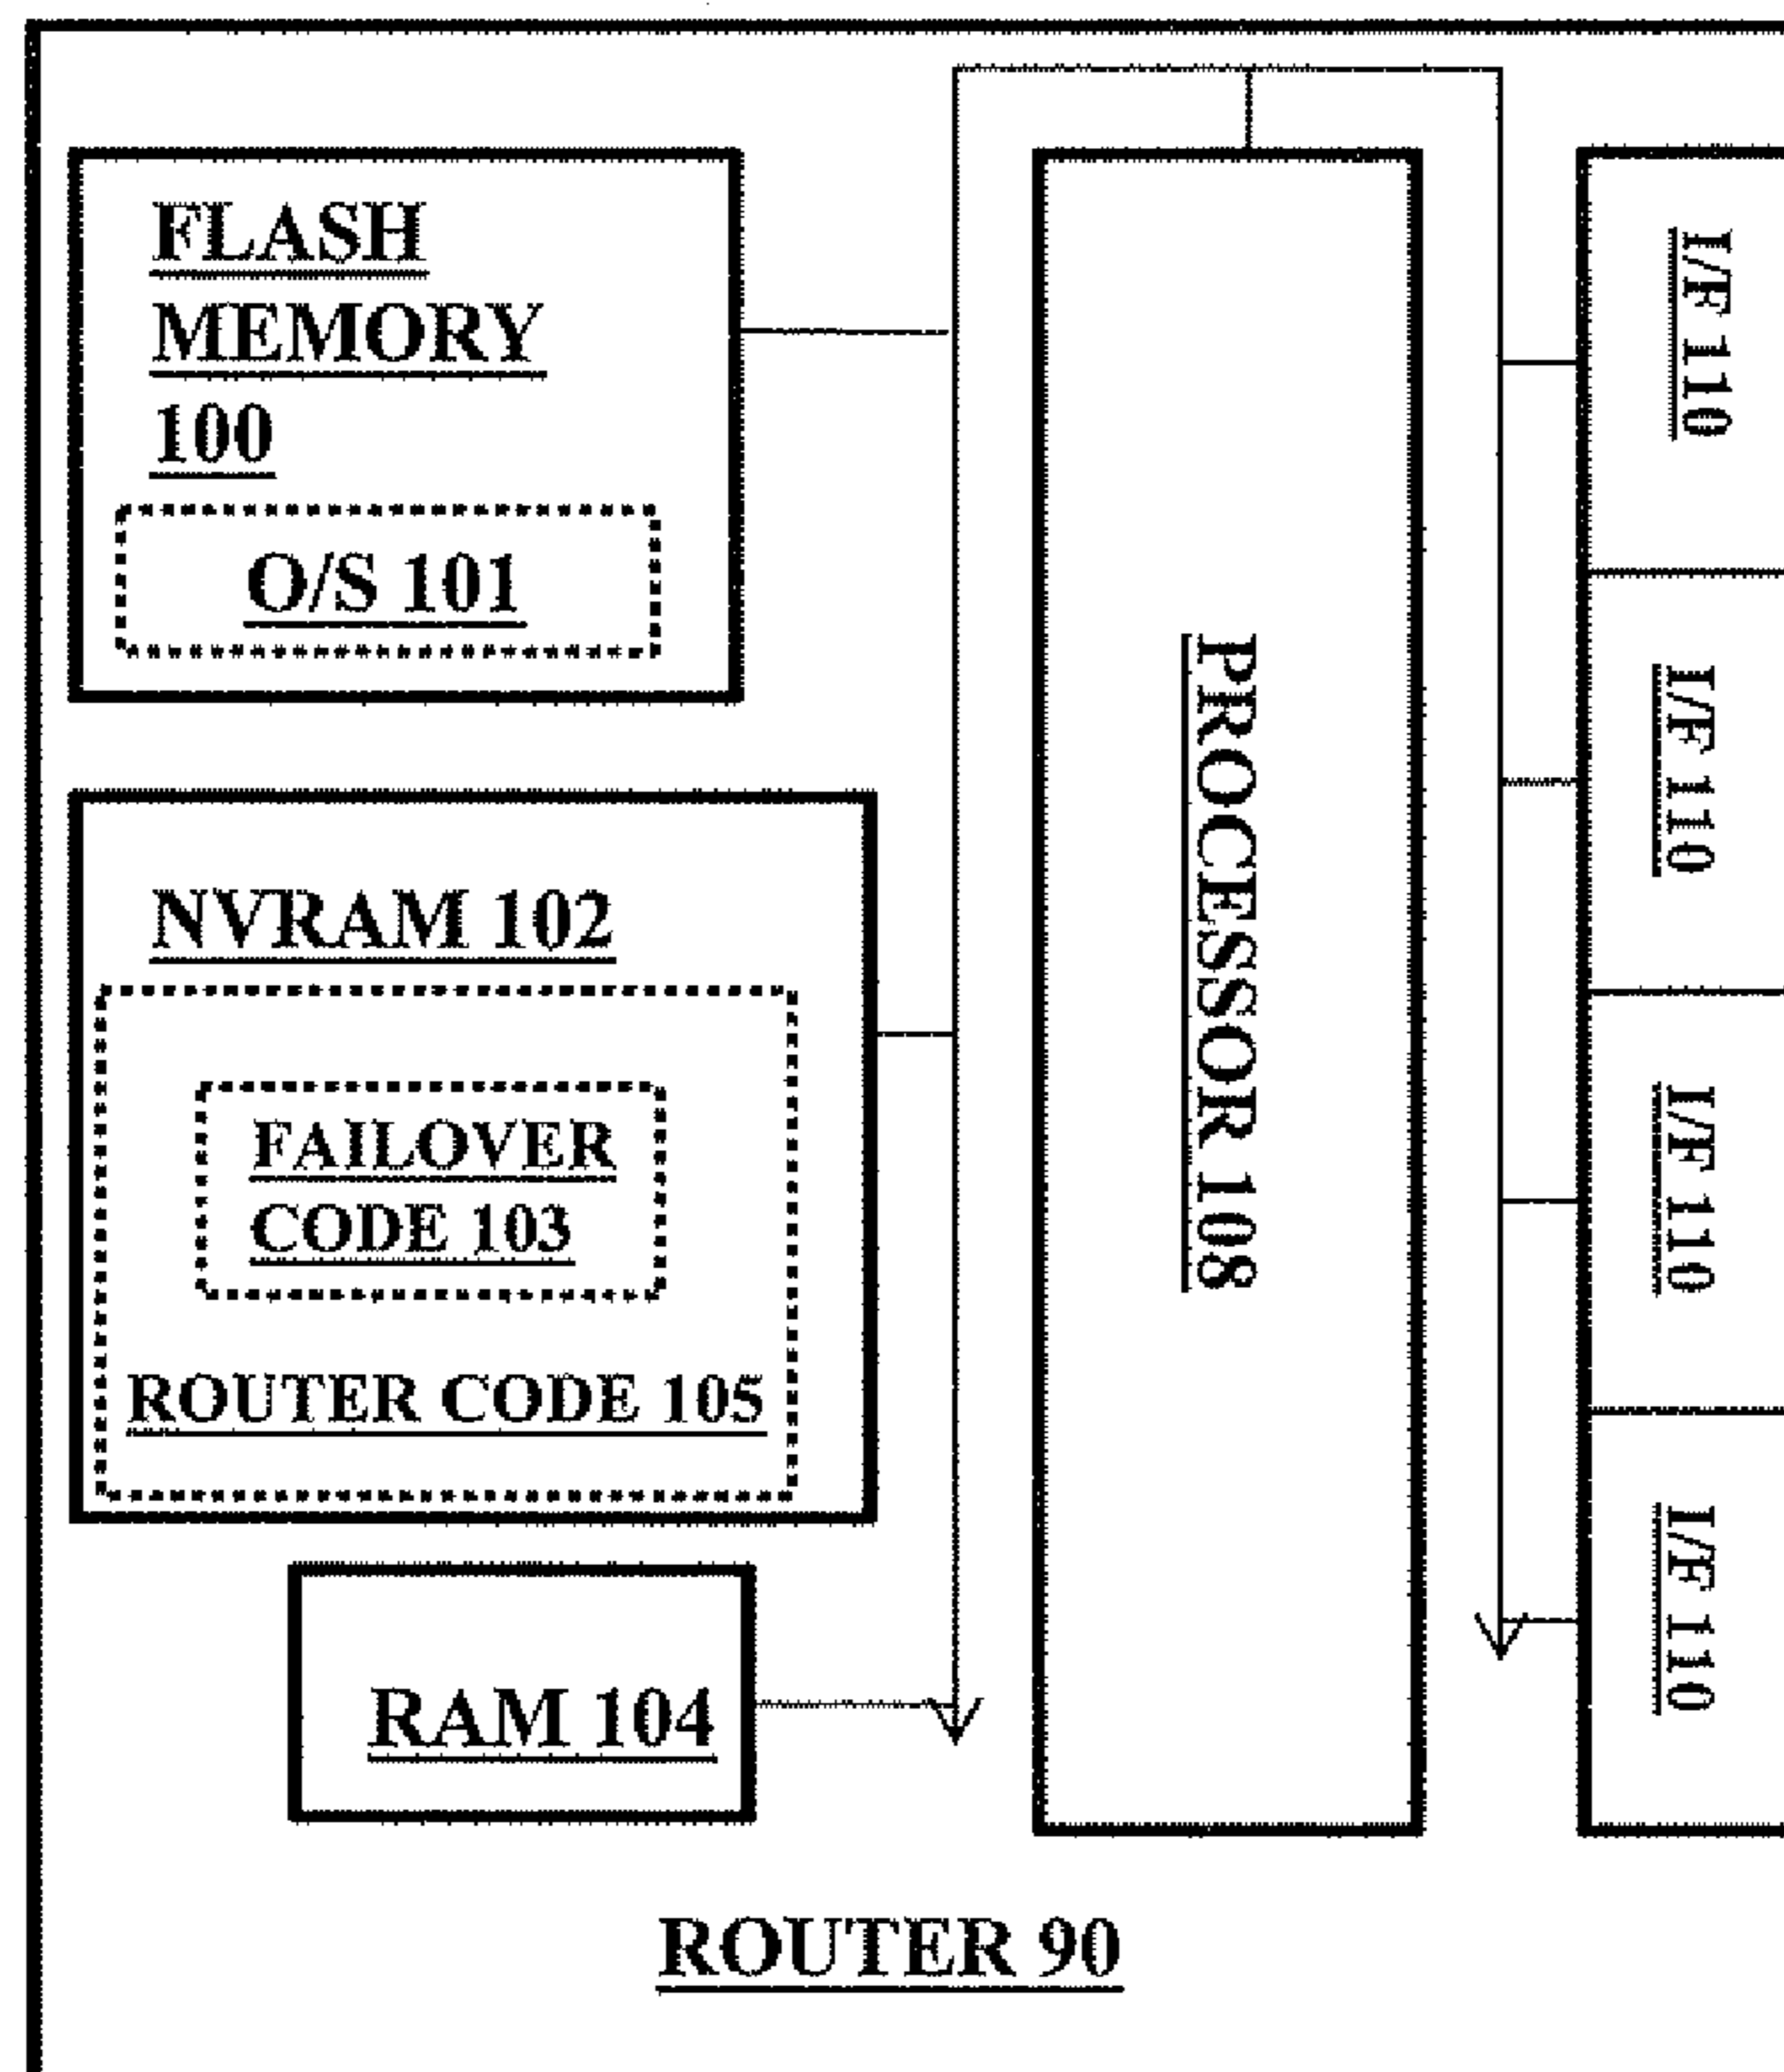 FLASH
MEMORY
100
O/S 101
NVRAM 102
FAILOVER
CODE 103
ROUTER CODE 105
RAM 104
PROCESSOR 108
I/F 110
I/F 110
I/F 110
I/F 110
ROUTER 90